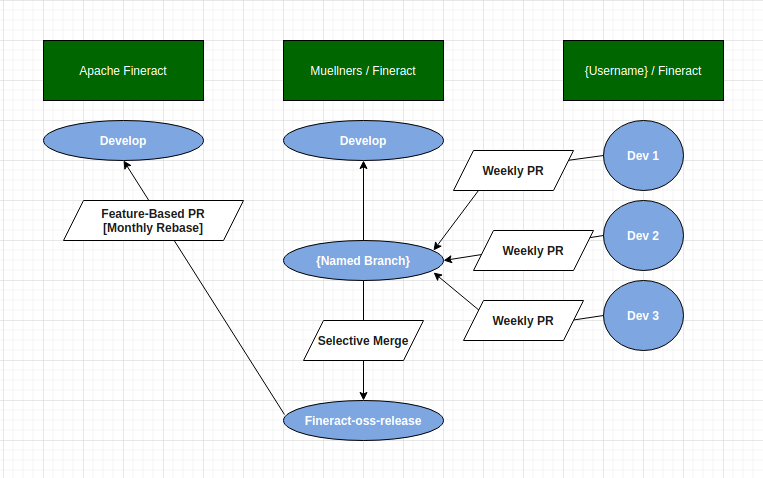 Apache Fineract
Muellners / Fineract
{Username} / Fineract
Develop
Develop
Dev 1
Weekly PR
Feature-Based PR
[Monthly Rebase]
Dev 2
Weekly PR
{Named Branch}
Dev 3
Weekly PR
Selective Merge
Fineract-oss-release